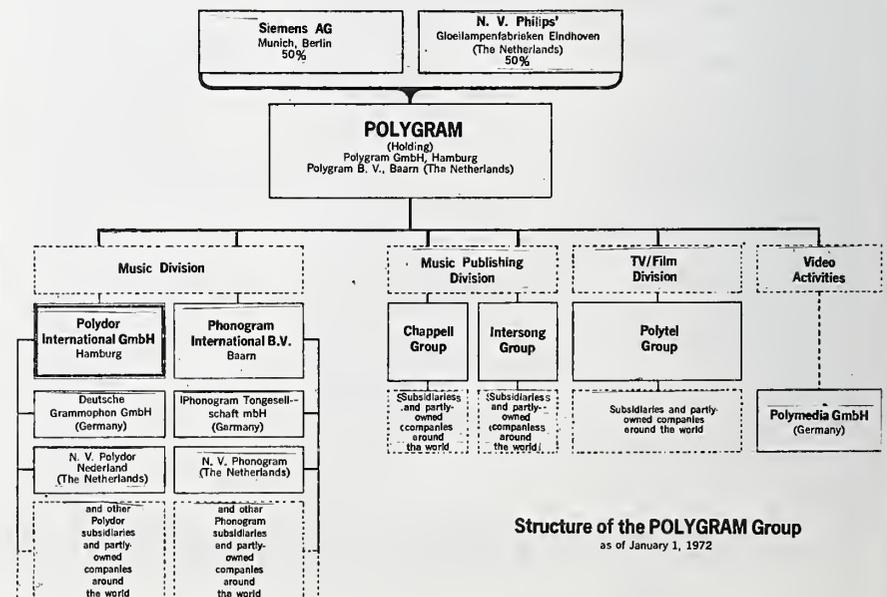 Siemens AG
Munich, Berlin
50%
N. V. Philips'
Gloeilampenfabrieken Eindhoven
(The Netherlands)
50%
POLYGRAM
(Holding)
Polygram GmbH, Hamburg
Polygram B. V., Baarn (The Netherlands)
Music Division
Music Publishing
Division
TV/Film
Division
Video
Activities
Polydor
International GmbH
Hamburg
Phonogram
International B.V.
Baarn
Chappell
Group
Intersong
Group
Polytel
Group
Deutsche
Grammophon GmbH
(Germany)
Phonogram Tongesell-
schaft mbH
(Germany)
Subsidiaries
and partly-
owned
companies
around
the world
Subsidiaries
and partly-
owned
companies
around
the world
Subsidiaries and partly-
owned companies
around the world
Polymedia GmbH
(Germany)
N. V. Polydor
Nederland
(The Netherlands)
N. V. Phonogram
(The Netherlands)
and other
Polydor
subsidiaries
and partly-
owned
companies
around
the world
and other
Phonogram
subsidiaries
and partly-
owned
companies
around
the world
Structure of the POLYGRAM Group
as of January 1, 1972